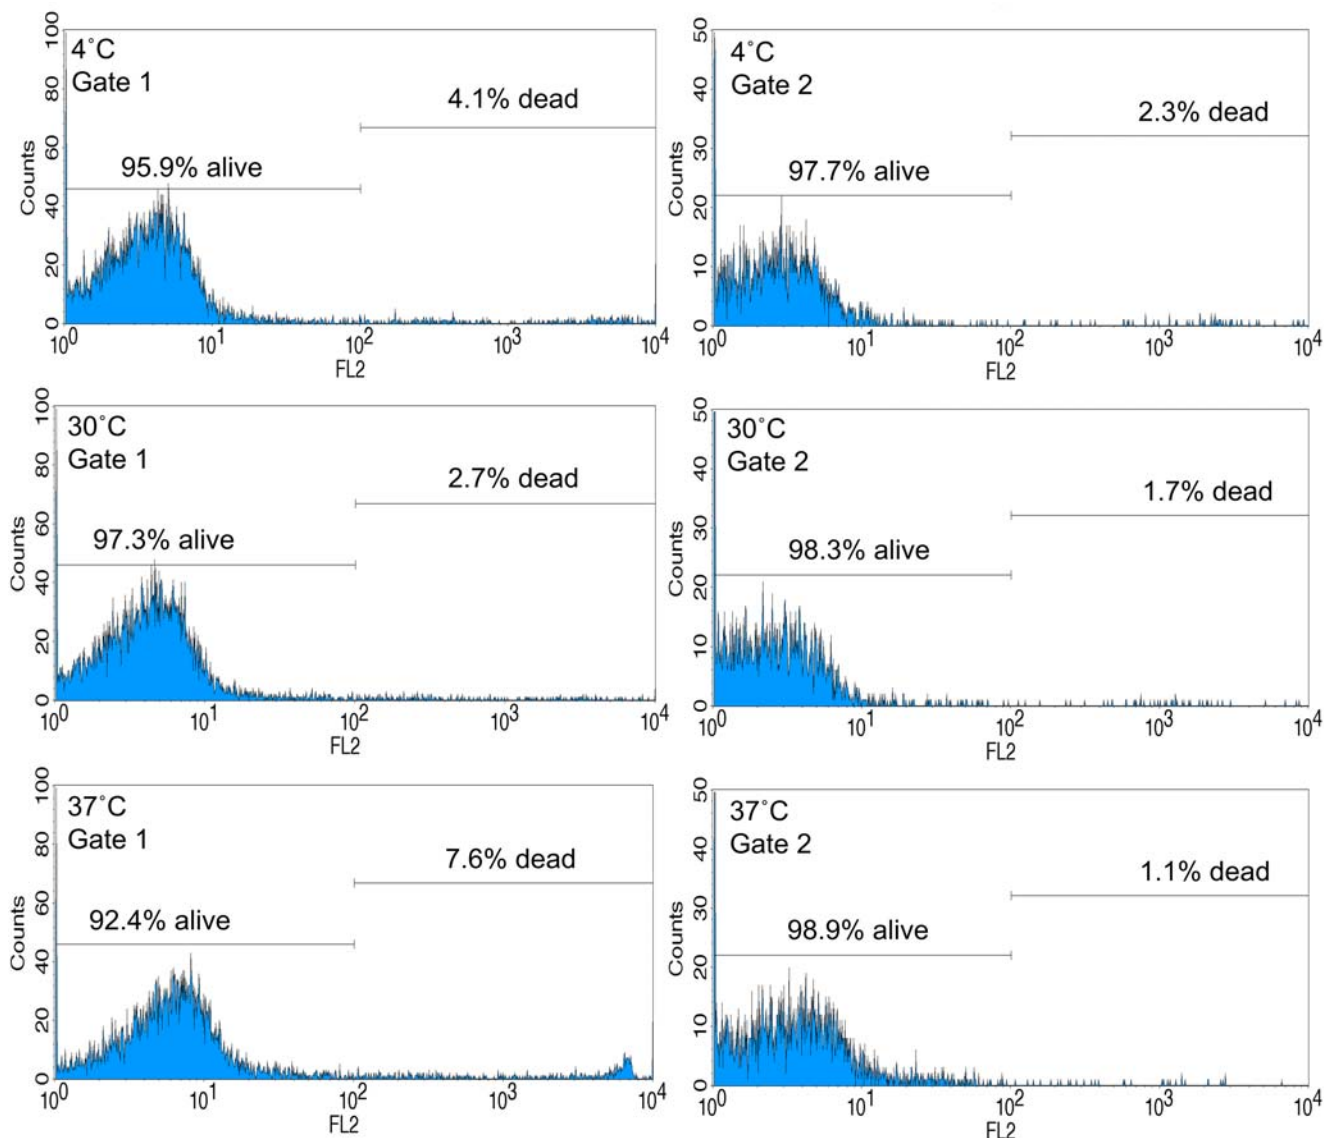 4˚C
Gate 1
4.1% dead
95.9% alive
Counts
0 20 40 60 80 100
10⁰ 10¹ 10² 10³ 10⁴
FL2
4˚C
Gate 2
2.3% dead
97.7% alive
Counts
0 10 20 30 40 50
10⁰ 10¹ 10² 10³ 10⁴
FL2
30˚C
Gate 1
2.7% dead
97.3% alive
Counts
0 20 40 60 80 100
10⁰ 10¹ 10² 10³ 10⁴
FL2
30˚C
Gate 2
1.7% dead
98.3% alive
Counts
0 10 20 30 40 50
10⁰ 10¹ 10² 10³ 10⁴
FL2
37˚C
Gate 1
7.6% dead
92.4% alive
Counts
0 20 40 60 80 100
10⁰ 10¹ 10² 10³ 10⁴
FL2
37˚C
Gate 2
1.1% dead
98.9% alive
Counts
0 10 20 30 40 50
10⁰ 10¹ 10² 10³ 10⁴
FL2